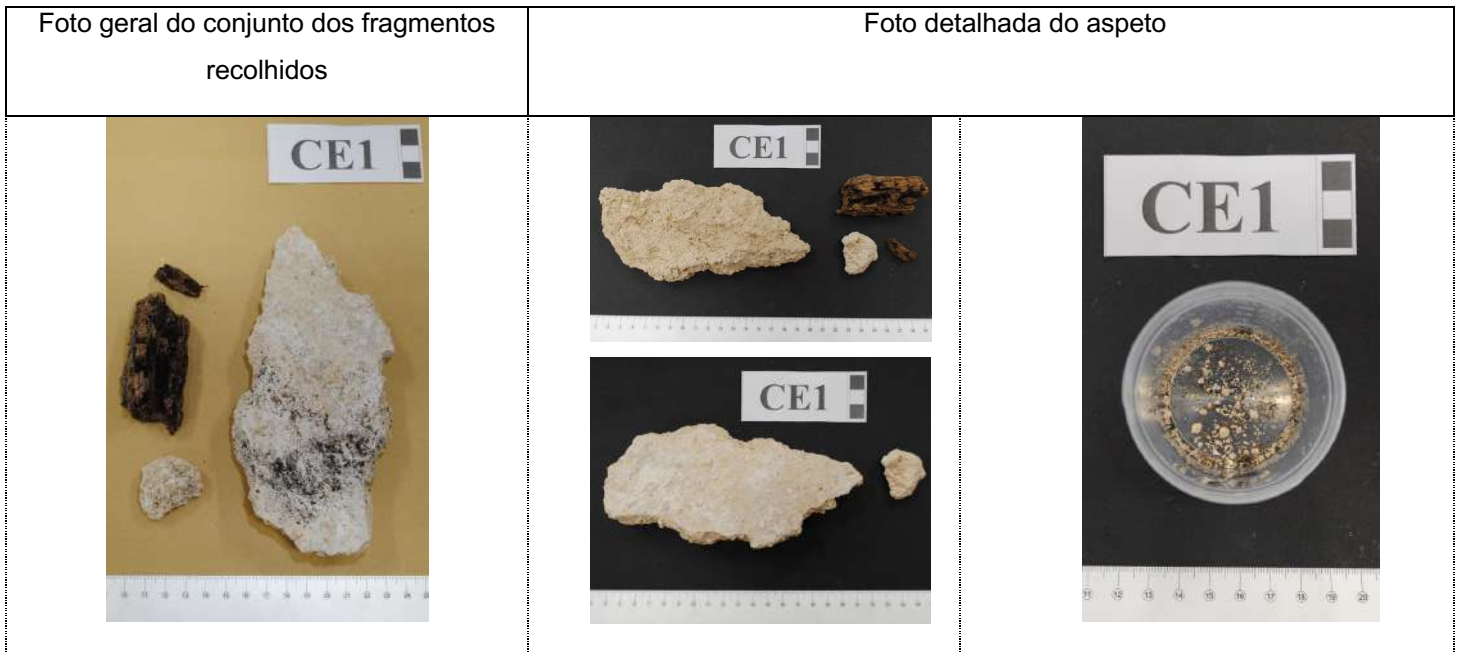 Foto geral do conjunto dos fragmentos
recolhidos
Foto detalhada do aspeto
CE1
CE1
CE1
CE1
11 12 13 14 15 16 17 18 19 20